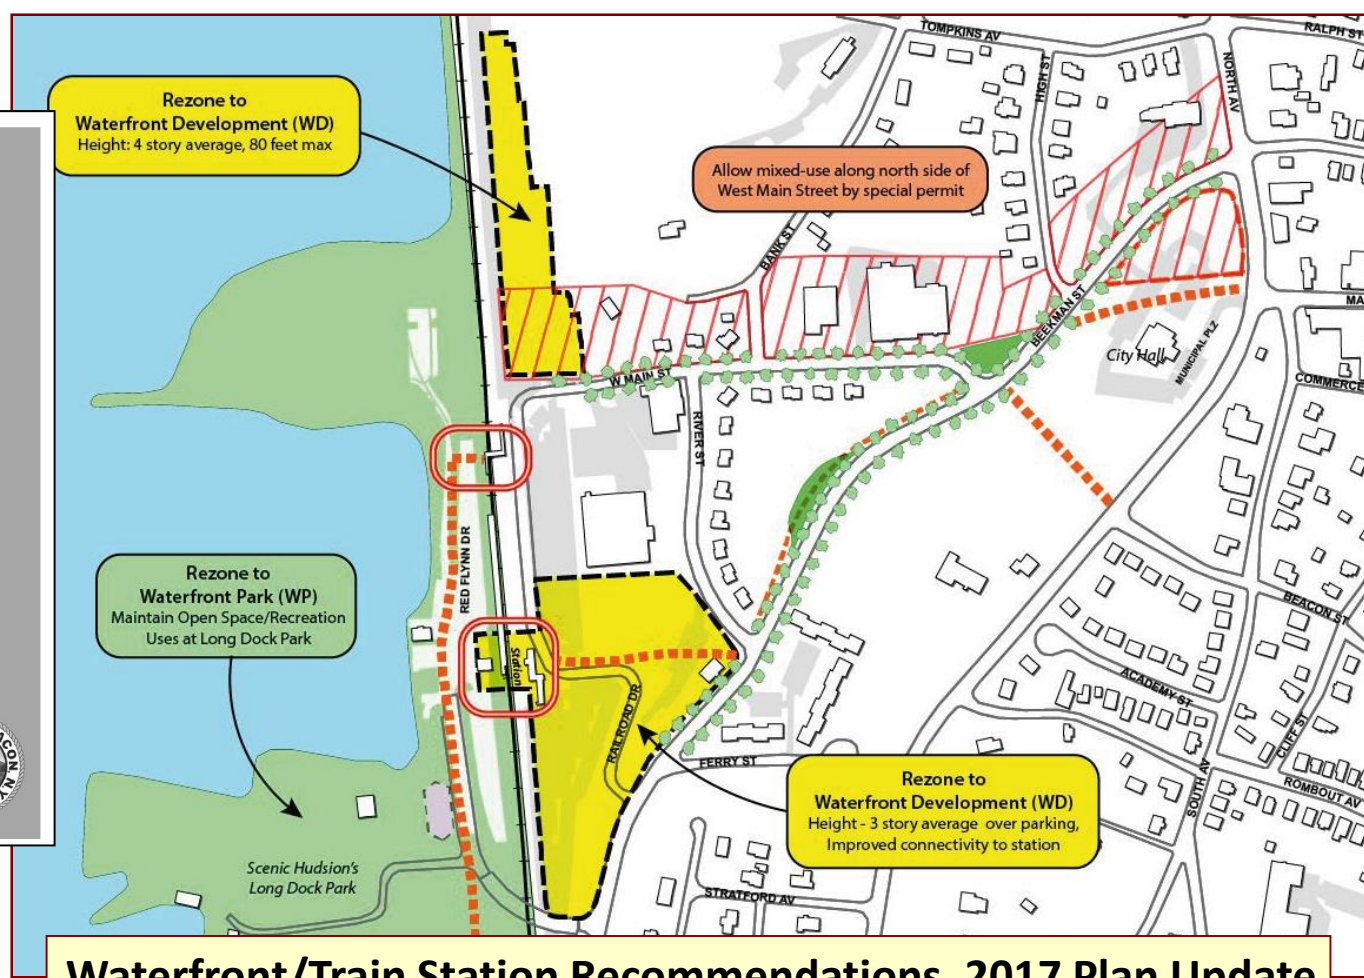 TOMPKINS AV
RALPH ST
HIGH ST
NORTH AV
Rezone to
Waterfront Development (WD)
Height: 4 story average, 80 feet max
Allow mixed-use along north side of
West Main Street by special permit
BANK ST
BEEKMAN ST
MA
City Hall
MUNICIPAL PLZ
W MAIN ST
COMMERCE
RIVER ST
RED FLYNN DR
Rezone to
Waterfront Park (WP)
Maintain Open Space/Recreation
Uses at Long Dock Park
Station
BEACON ST
ACADEMY ST
RAILROAD DR
CLIFF ST
FERRY ST
SOUTH AV
ROMBOUT AV
Rezone to
Waterfront Development (WD)
Height - 3 story average over parking,
Improved connectivity to station
ACON, N.Y.
Scenic Hudson's
Long Dock Park
STRATFORD AV
Waterfront/Train Station Recommendations, 2017 Plan Update